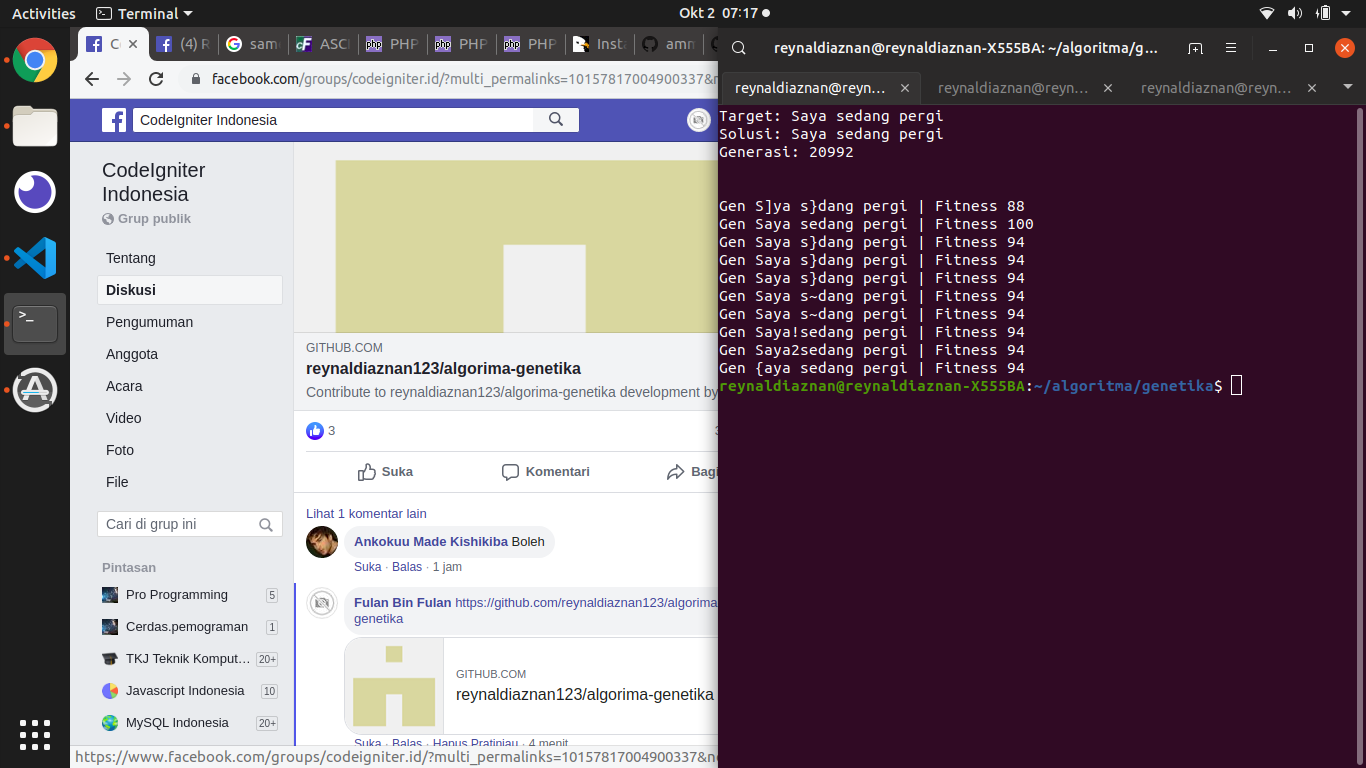 Activities
Terminal
Okt 2 07:17
C
(4) R
sam
ASC
PHP
PHP
PHP
Inst
amn
facebook.com/groups/codeigniter.id/?multi_permalinks=10157817004900337&n
CodeIgniter Indonesia
CodeIgniter
Indonesia
Grup publik
Tentang
Diskusi
Pengumuman
Anggota
Acara
Video
Foto
File
Cari di grup ini
Pintasan
Pro Programming 5
Cerdas.pemograman 1
TKJ Teknik Komput... 20+
Javascript Indonesia 10
MySQL Indonesia 20+
GITHUB.COM
reynaldiaznan123/algorima-genetika
Contribute to reynaldiaznan123/algorima-genetika development by
3
Suka
Komentari
Bagi
Lihat 1 komentar lain
Ankokuu Made Kishikiba Boleh
Suka · Balas · 1 jam
Fulan Bin Fulan https://github.com/reynaldiaznan123/algorima
genetika
GITHUB.COM
reynaldiaznan123/algorima-genetika
Suka · Balas · Hapus Pratinjau · 4 menit
https://www.facebook.com/groups/codeigniter.id/?multi_permalinks=10157817004900337&n
reynaldiaznan@reynaldiaznan-X555BA: ~/algoritma/g...
reynaldiaznan@reyn...
reynaldiaznan@reyn...
reynaldiaznan@reyn...
Target: Saya sedang pergi
Solusi: Saya sedang pergi
Generasi: 20992
Gen S]ya s}dang pergi | Fitness 88
Gen Saya sedang pergi | Fitness 100
Gen Saya s}dang pergi | Fitness 94
Gen Saya s}dang pergi | Fitness 94
Gen Saya s}dang pergi | Fitness 94
Gen Saya s~dang pergi | Fitness 94
Gen Saya s~dang pergi | Fitness 94
Gen Saya!sedang pergi | Fitness 94
Gen Saya2sedang pergi | Fitness 94
Gen {aya sedang pergi | Fitness 94
reynaldiaznan@reynaldiaznan-X555BA:~/algoritma/genetika$